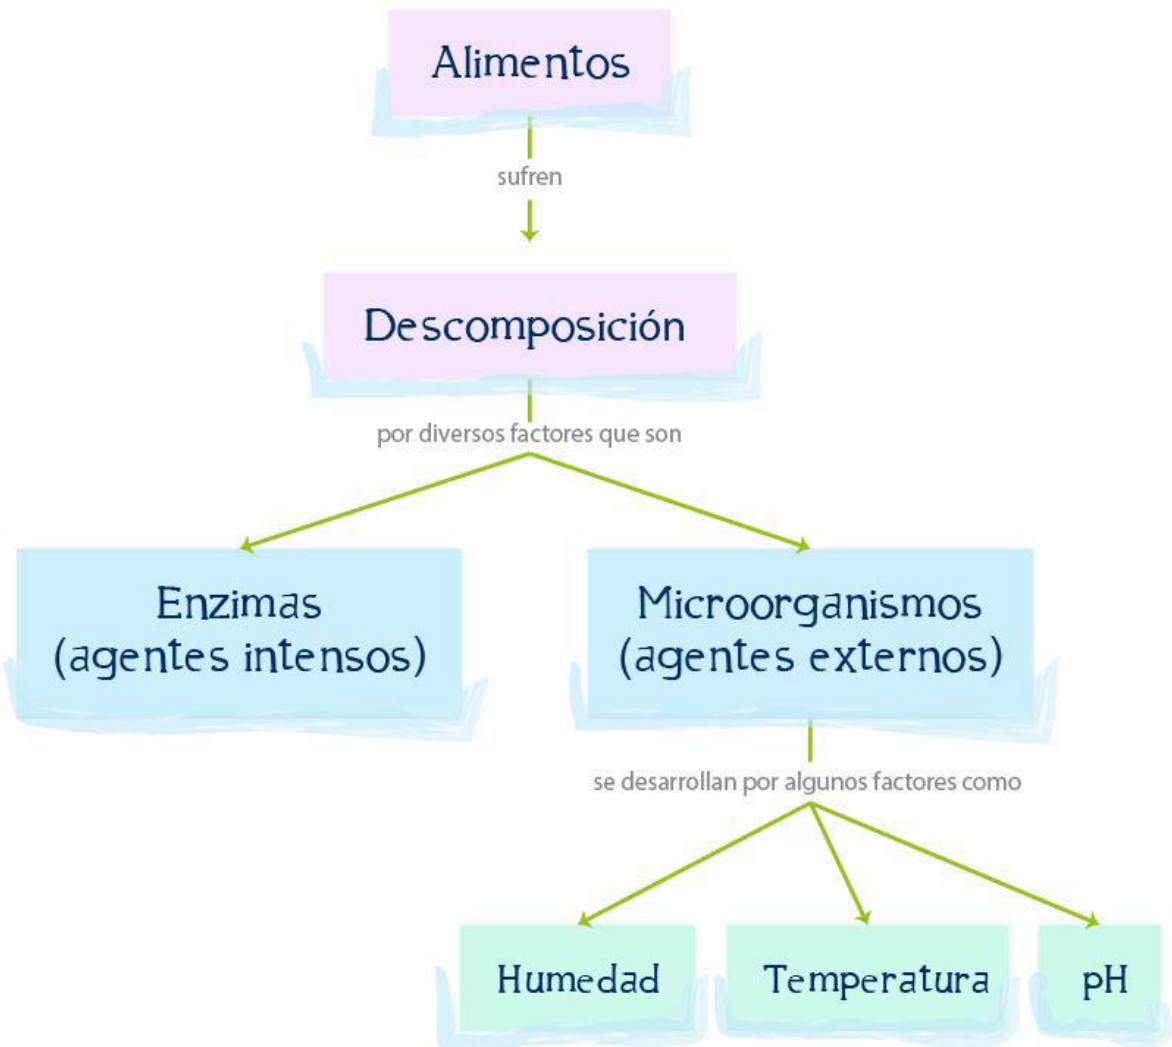 Alimentos
sufren
Descomposición
por diversos factores que son
Enzimas
(agentes intensos)
Microorganismos
(agentes externos)
se desarrollan por algunos factores como
Humedad
Temperatura
pH